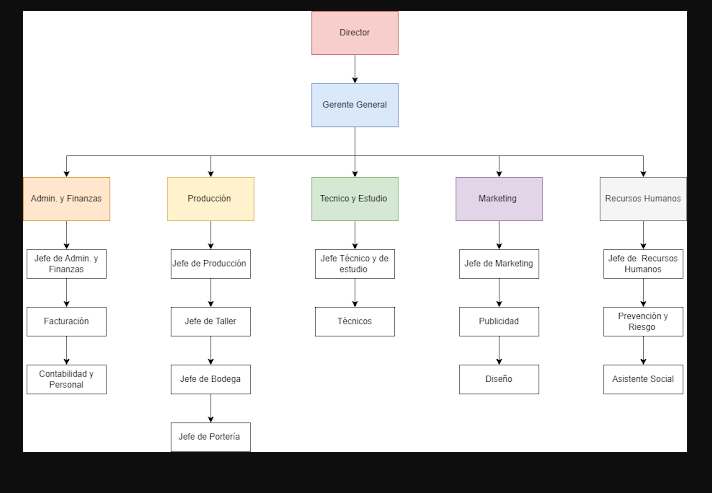 Director
Gerente General
Admin. y Finanzas
Producción
Tecnico y Estudio
Marketing
Recursos Humanos
Jefe de Admin. y
Finanzas
Jefe de Producción
Jefe Técnico y de
estudio
Jefe de Marketing
Jefe de Recursos
Humanos
Facturación
Jefe de Taller
Técnicos
Publicidad
Prevención y
Riesgo
Contabilidad y
Personal
Jefe de Bodega
Diseño
Asistente Social
Jefe de Portería